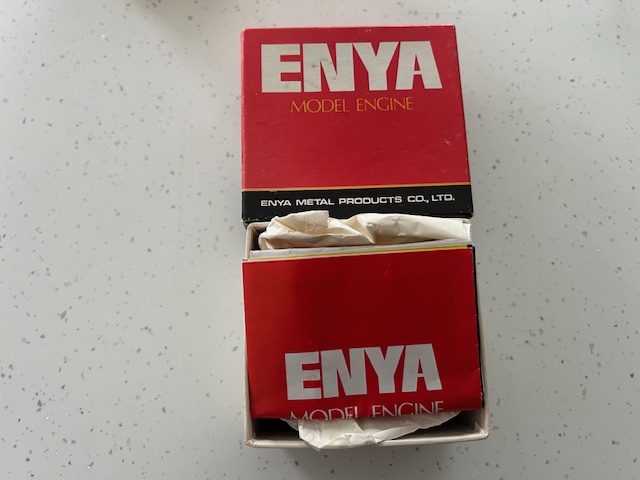 ENYA
MODEL ENGINE
ENYA METAL PRODUCTS CO., LTD.
ENYA
MODEL ENGINE